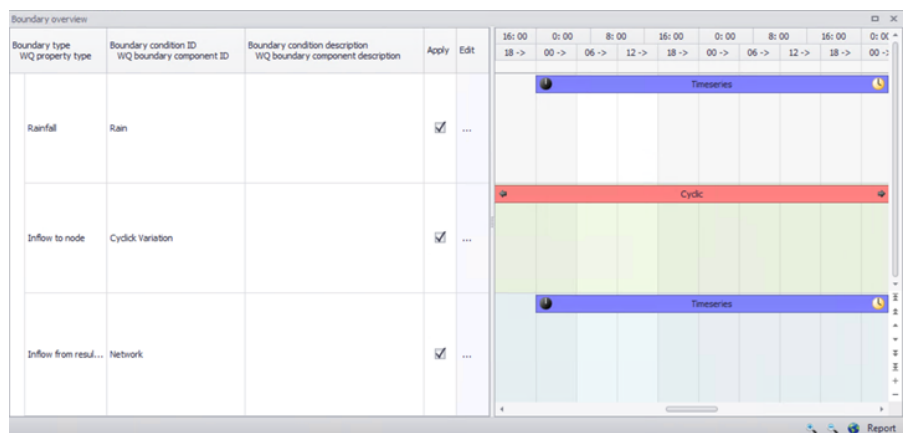 Boundary overview
Boundary type
WQ property type
Boundary condition ID
WQ boundary component ID
Boundary condition description
WQ boundary component description
Apply
Edit
16: 00 0: 00 8: 00 16: 00 0: 00 8: 00 16: 00 0: 0(
18 -> 00 -> 06 -> 12 -> 18 -> 00 -> 06 -> 12 -> 18 -> 00 -:
Timeseries
Rainfall Rain ...
Cyclic
Inflow to node Cyclick Variation ...
Timeseries
Inflow from resul... Network ...
Report